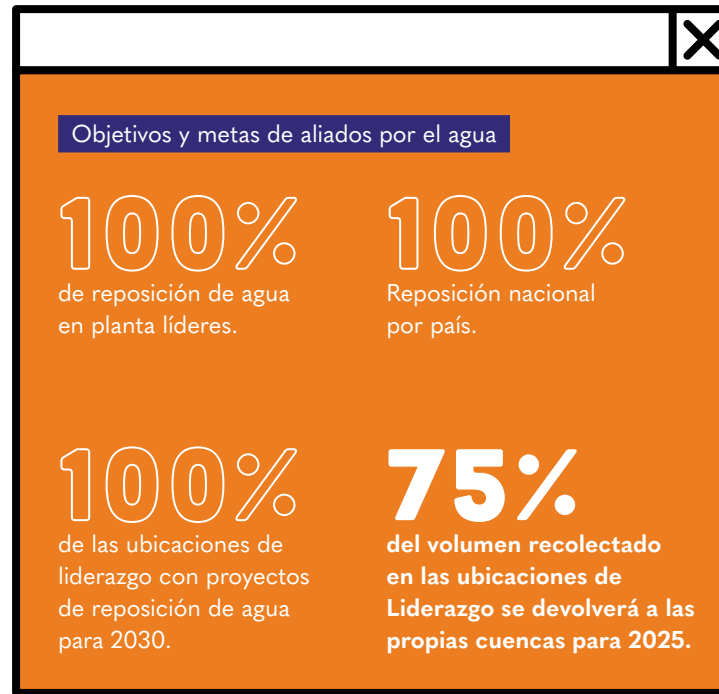 Objetivos y metas de aliados por el agua
100%
de reposición de agua
en planta líderes.
100%
Reposición nacional
por país.
100%
de las ubicaciones de
liderazgo con proyectos
de reposición de agua
para 2030.
75%
del volumen recolectado
en las ubicaciones de
Liderazgo se devolverá a las
propias cuencas para 2025.